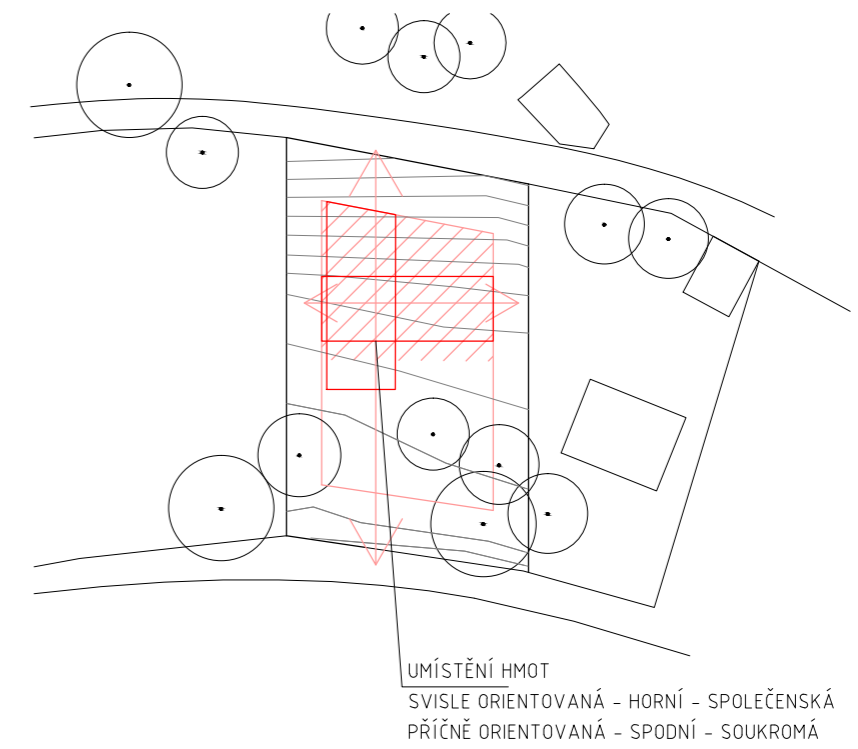 UMÍSTĚNÍ HMOT
SVISLE ORIENTOVANÁ - HORNÍ - SPOLEČENSKÁ
PŘÍČNĚ ORIENTOVANÁ - SPODNÍ - SOUKROMÁ